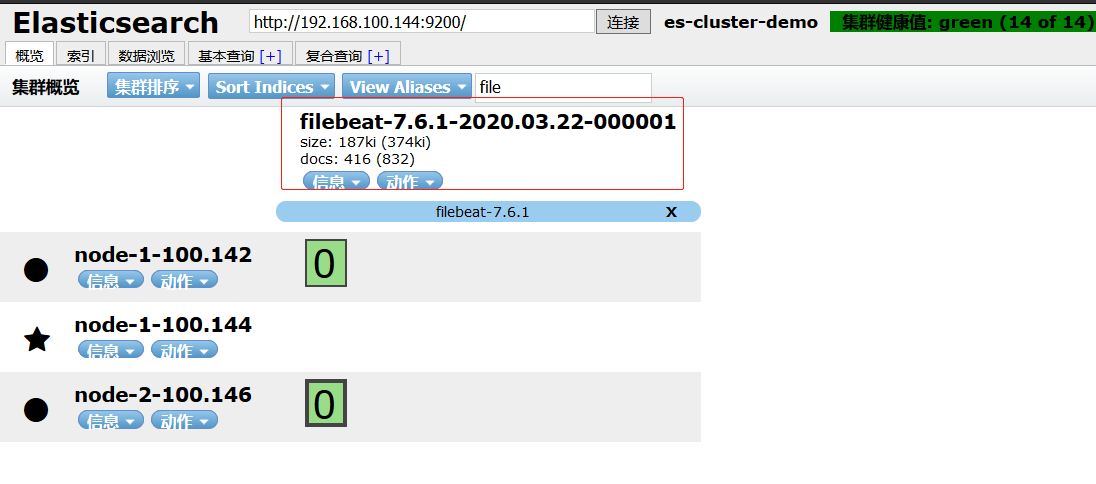 Elasticsearch http://192.168.100.144:9200/ 连接 es-cluster-demo 集群健康值: green (14 of 14)
概览 索引 数据浏览 基本查询 [+] 复合查询 [+]
集群概览 集群排序 Sort Indices View Aliases file
filebeat-7.6.1-2020.03.22-000001
size: 187ki (374ki)
docs: 416 (832)
信息 动作
filebeat-7.6.1 X
node-1-100.142 0
信息 动作
node-1-100.144
信息 动作
node-2-100.146 0
信息 动作